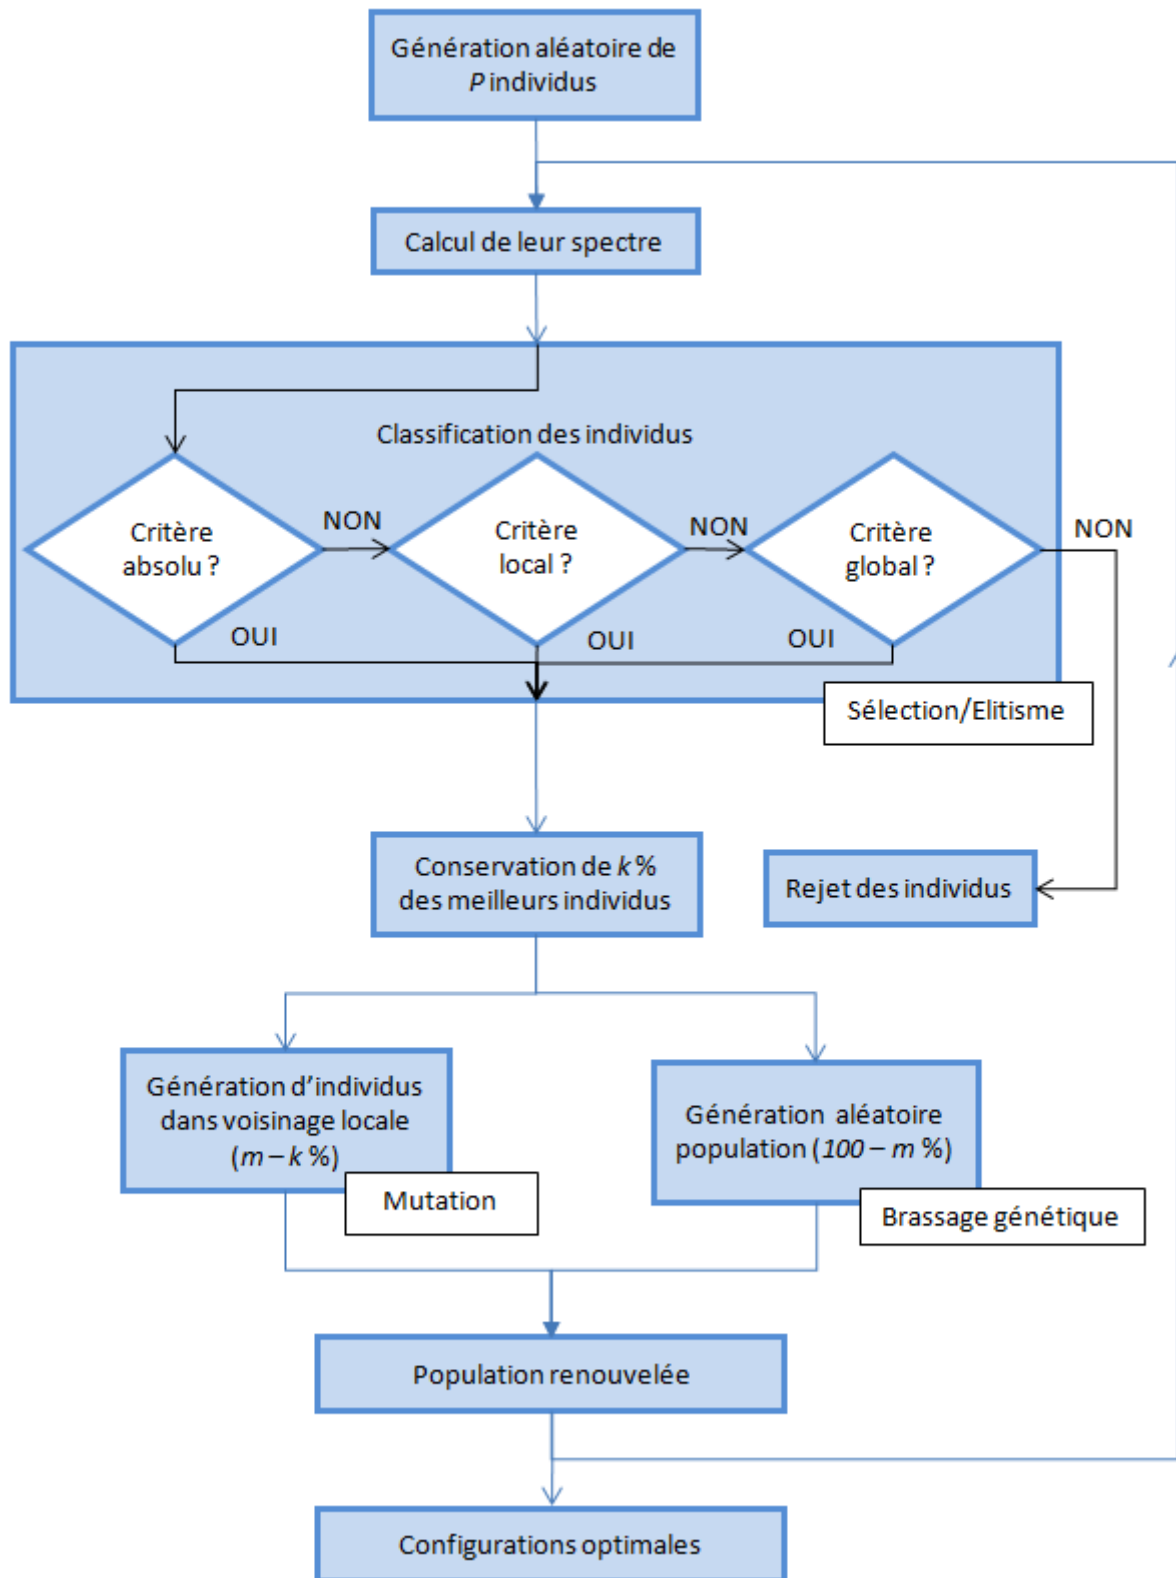 Génération aléatoire de
P individus
Calcul de leur spectre
Classification des individus
Critère
absolu ?
NON
Critère
local ?
NON
Critère
global ?
NON
OUI
OUI
OUI
Sélection/Elitisme
Conservation de k %
des meilleurs individus
Rejet des individus
Génération d'individus
dans voisinage locale
(m – k %)
Mutation
Génération aléatoire
population (100 – m %)
Brassage génétique
Population renouvelée
Configurations optimales